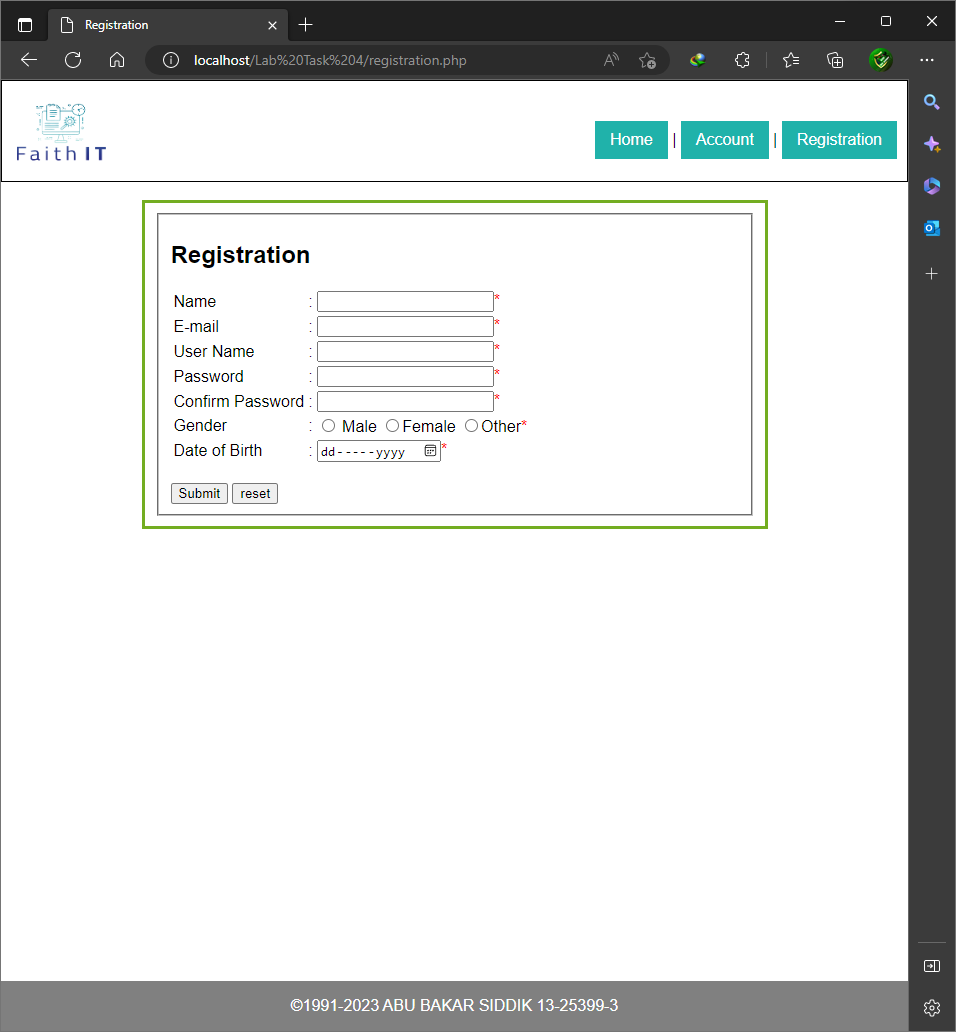 Registration
localhost/Lab%20Task%204/registration.php
Faith IT
Home | Account | Registration
Registration
Name : *
E-mail : *
User Name : *
Password : *
Confirm Password : *
Gender : Male Female Other*
Date of Birth : dd-----yyyy *
Submit reset
©1991-2023 ABU BAKAR SIDDIK 13-25399-3